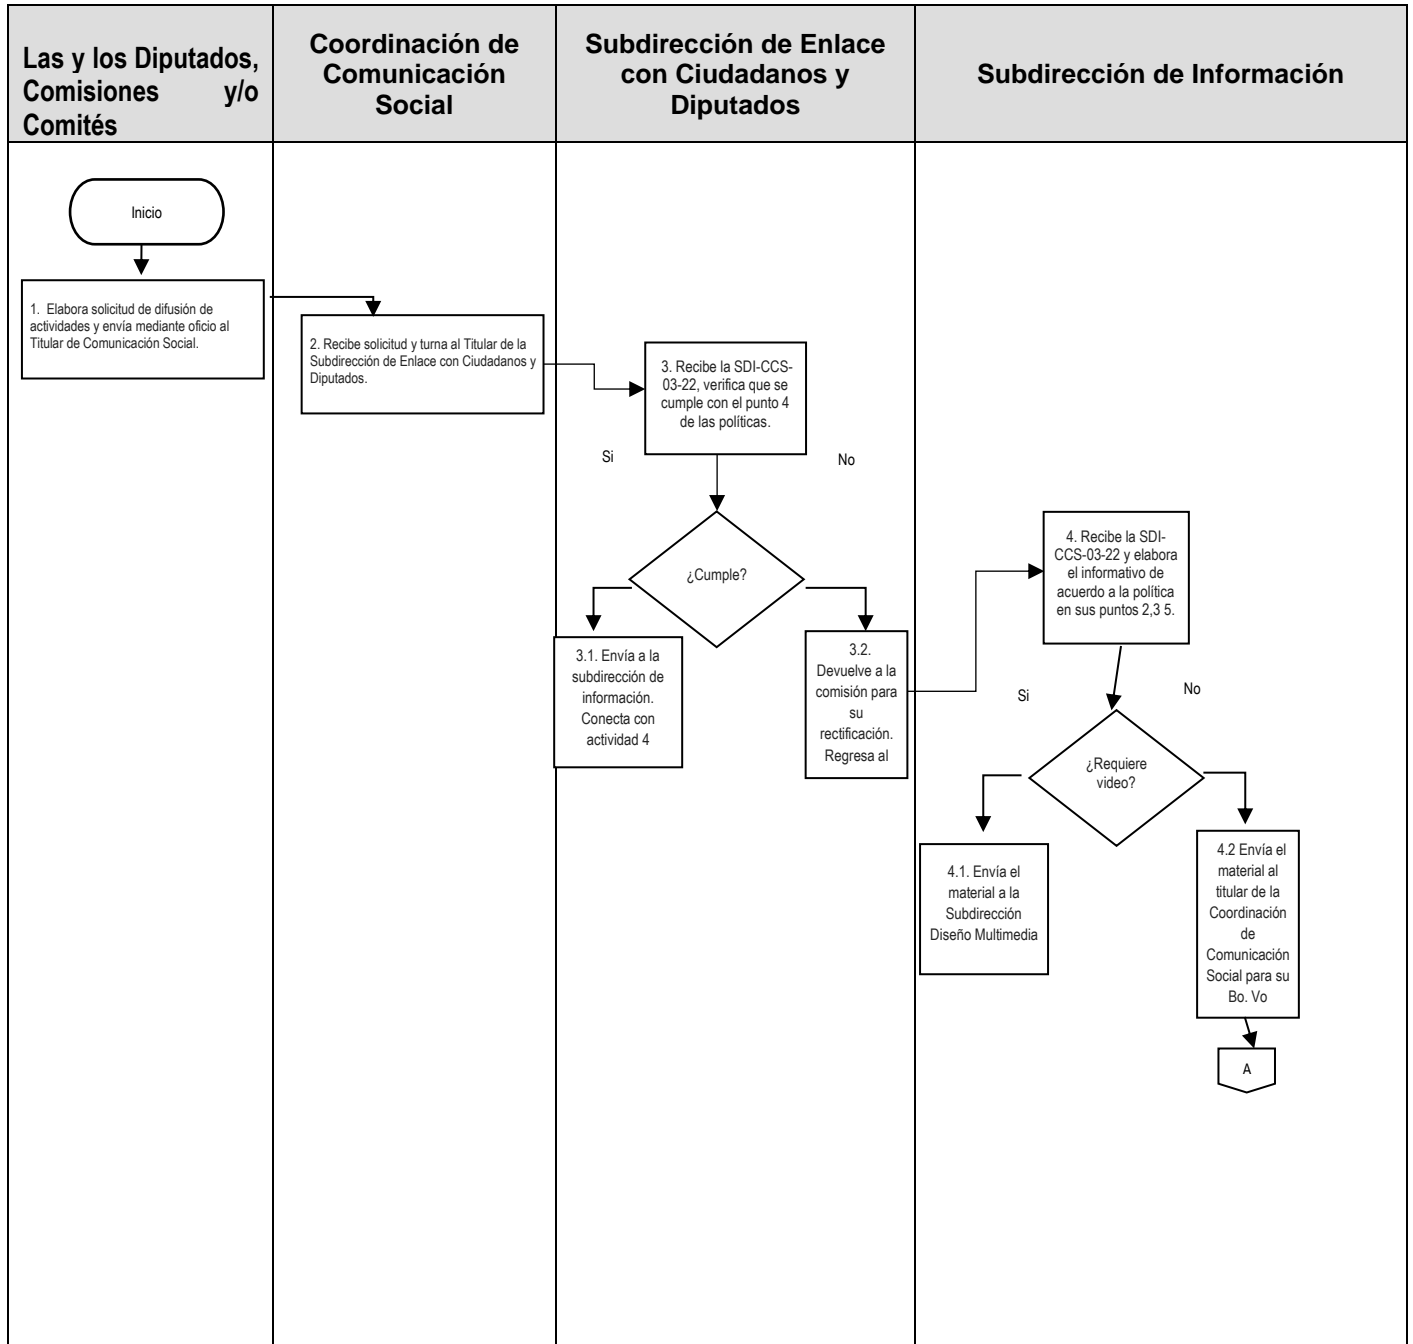 Las y los Diputados,
Comisiones y/o
Comités
Coordinación de
Comunicación
Social
Subdirección de Enlace
con Ciudadanos y
Diputados
Subdirección de Información
Inicio
1. Elabora solicitud de difusión de
actividades y envía mediante oficio al
Titular de Comunicación Social.
2. Recibe solicitud y turna al Titular de la
Subdirección de Enlace con Ciudadanos y
Diputados.
3. Recibe la SDI-CCS-
03-22, verifica que se
cumple con el punto 4
de las políticas.
Si
No
¿Cumple?
3.1. Envía a la
subdirección de
información.
Conecta con
actividad 4
3.2.
Devuelve a la
comisión para
su
rectificación.
Regresa al
4. Recibe la SDI-
CCS-03-22 y elabora
el informativo de
acuerdo a la política
en sus puntos 2,3 5.
Si
No
¿Requiere
video?
4.1. Envía el
material a la
Subdirección
Diseño Multimedia
4.2 Envía el
material al
titular de la
Coordinación
de
Comunicación
Social para su
Bo. Vo
A